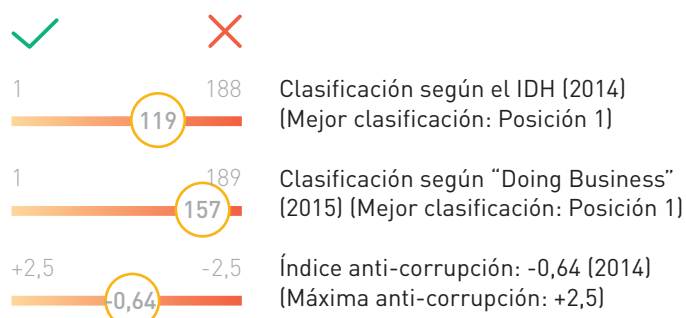 1 188
119
Clasificación según el IDH (2014)
(Mejor clasificación: Posición 1)
1 189
157
Clasificación según “Doing Business”
(2015) (Mejor clasificación: Posición 1)
+2,5 -2,5
-0,64
Índice anti-corrupción: -0,64 (2014)
(Máxima anti-corrupción: +2,5)